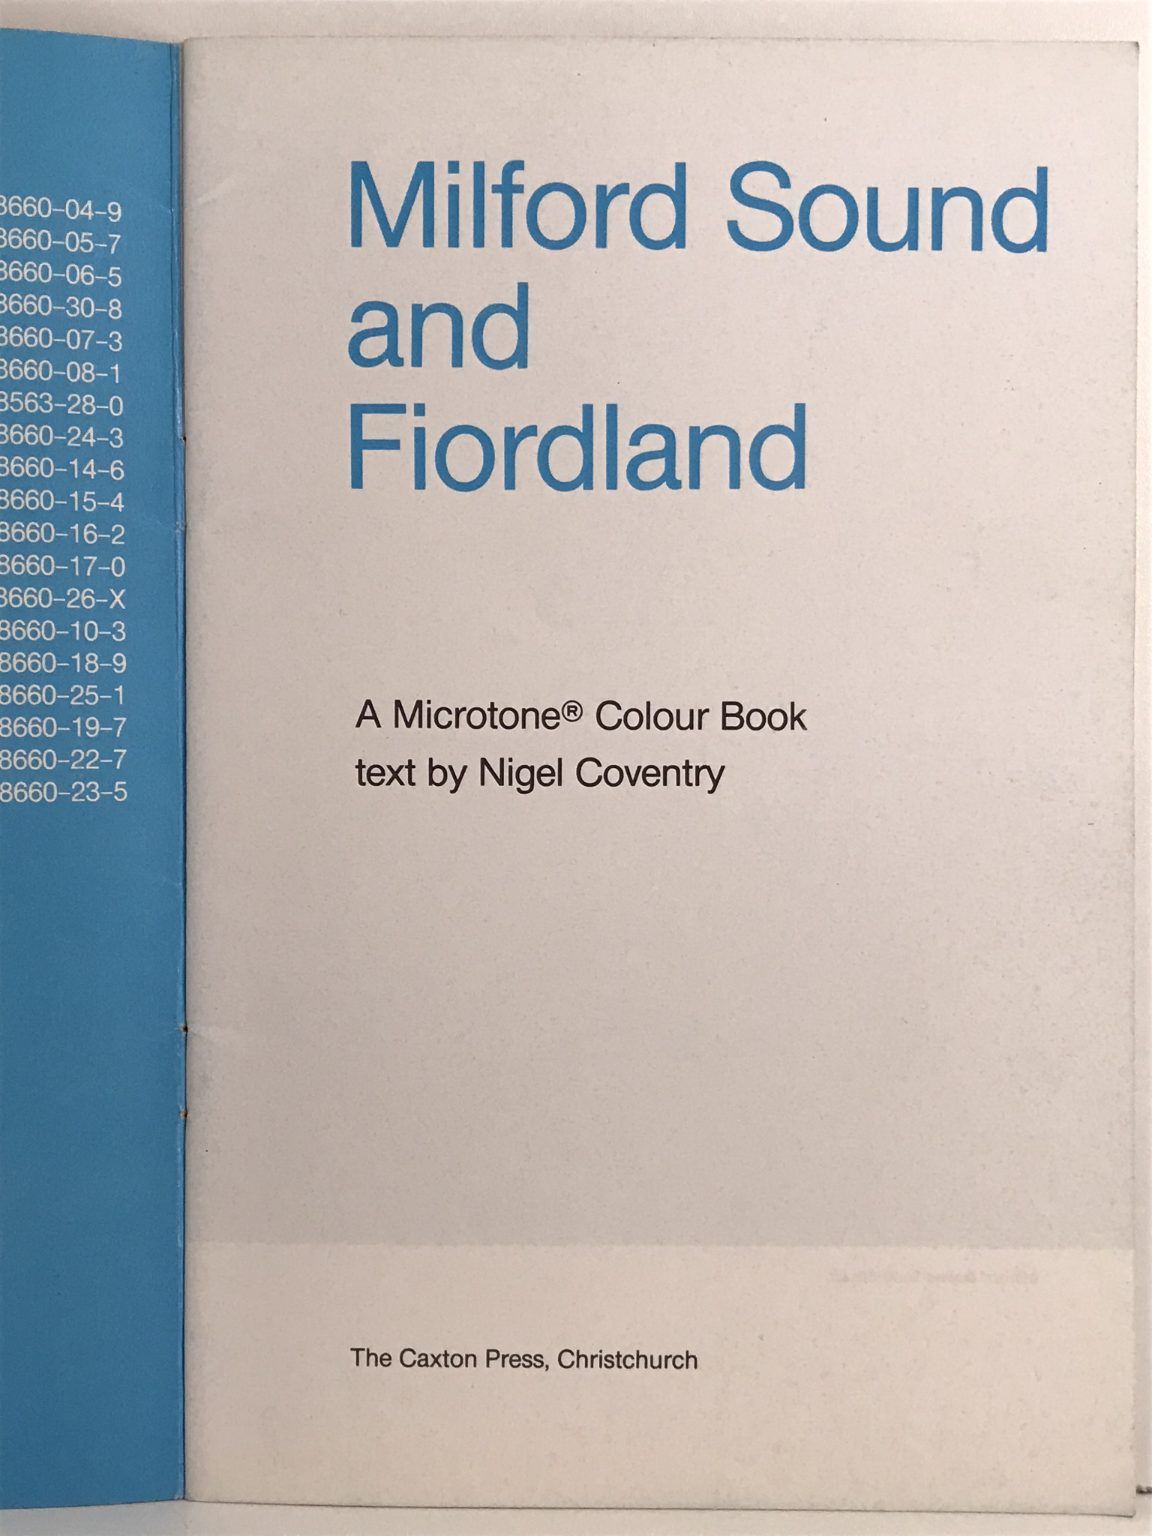 8660–04–9
8660–05–7
8660–06–5
8660–30–8
8660–07–3
8660–08–1
8563–28–0
8660–24–3
8660–14–6
8660–15–4
8660–16–2
8660–17–0
8660–26–X
8660–10–3
8660–18–9
8660–25–1
8660–19–7
8660–22–7
8660–23–5
Milford Sound
and
Fiordland
A Microtone® Colour Book
text by Nigel Coventry
The Caxton Press, Christchurch